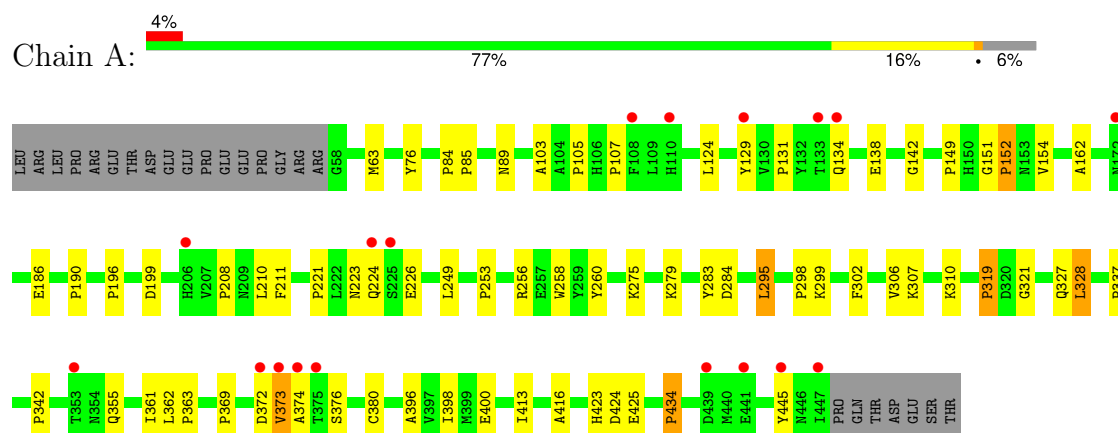 4%
Chain A:
77% 16% • 6%
LEU ARG LEU PRO ARG GLU THR ASP GLU GLU PRO GLU GLU PRO GLY ARG ARG G58 M63 Y76 P84 P85 N89 A103 A104 P105 H106 P107 F108 L109 H110 L124 Y129 V130 P131 Y132 T133 Q134 E138 G142 P149 H150 G151 P152 N153 V154 A162 N172
E186 P190 P196 D199 H206 V207 P208 N209 L210 F211 P221 L222 N223 Q224 S225 E226 L249 P253 R256 E257 W258 Y259 Y260 K275 K279 Y283 D284 L295 P298 K299 F302 V306 K307 K310 P319 D320 G321 Q327 L328 P337
P342 T353 N354 Q355 I361 L362 P363 P369 D372 V373 A374 T375 S376 C380 A396 V397 I398 M399 E400 I413 A416 H423 D424 E425 P434 D439 M440 E441 Y445 N446 I447 PRO GLN THR ASP GLU SER THR